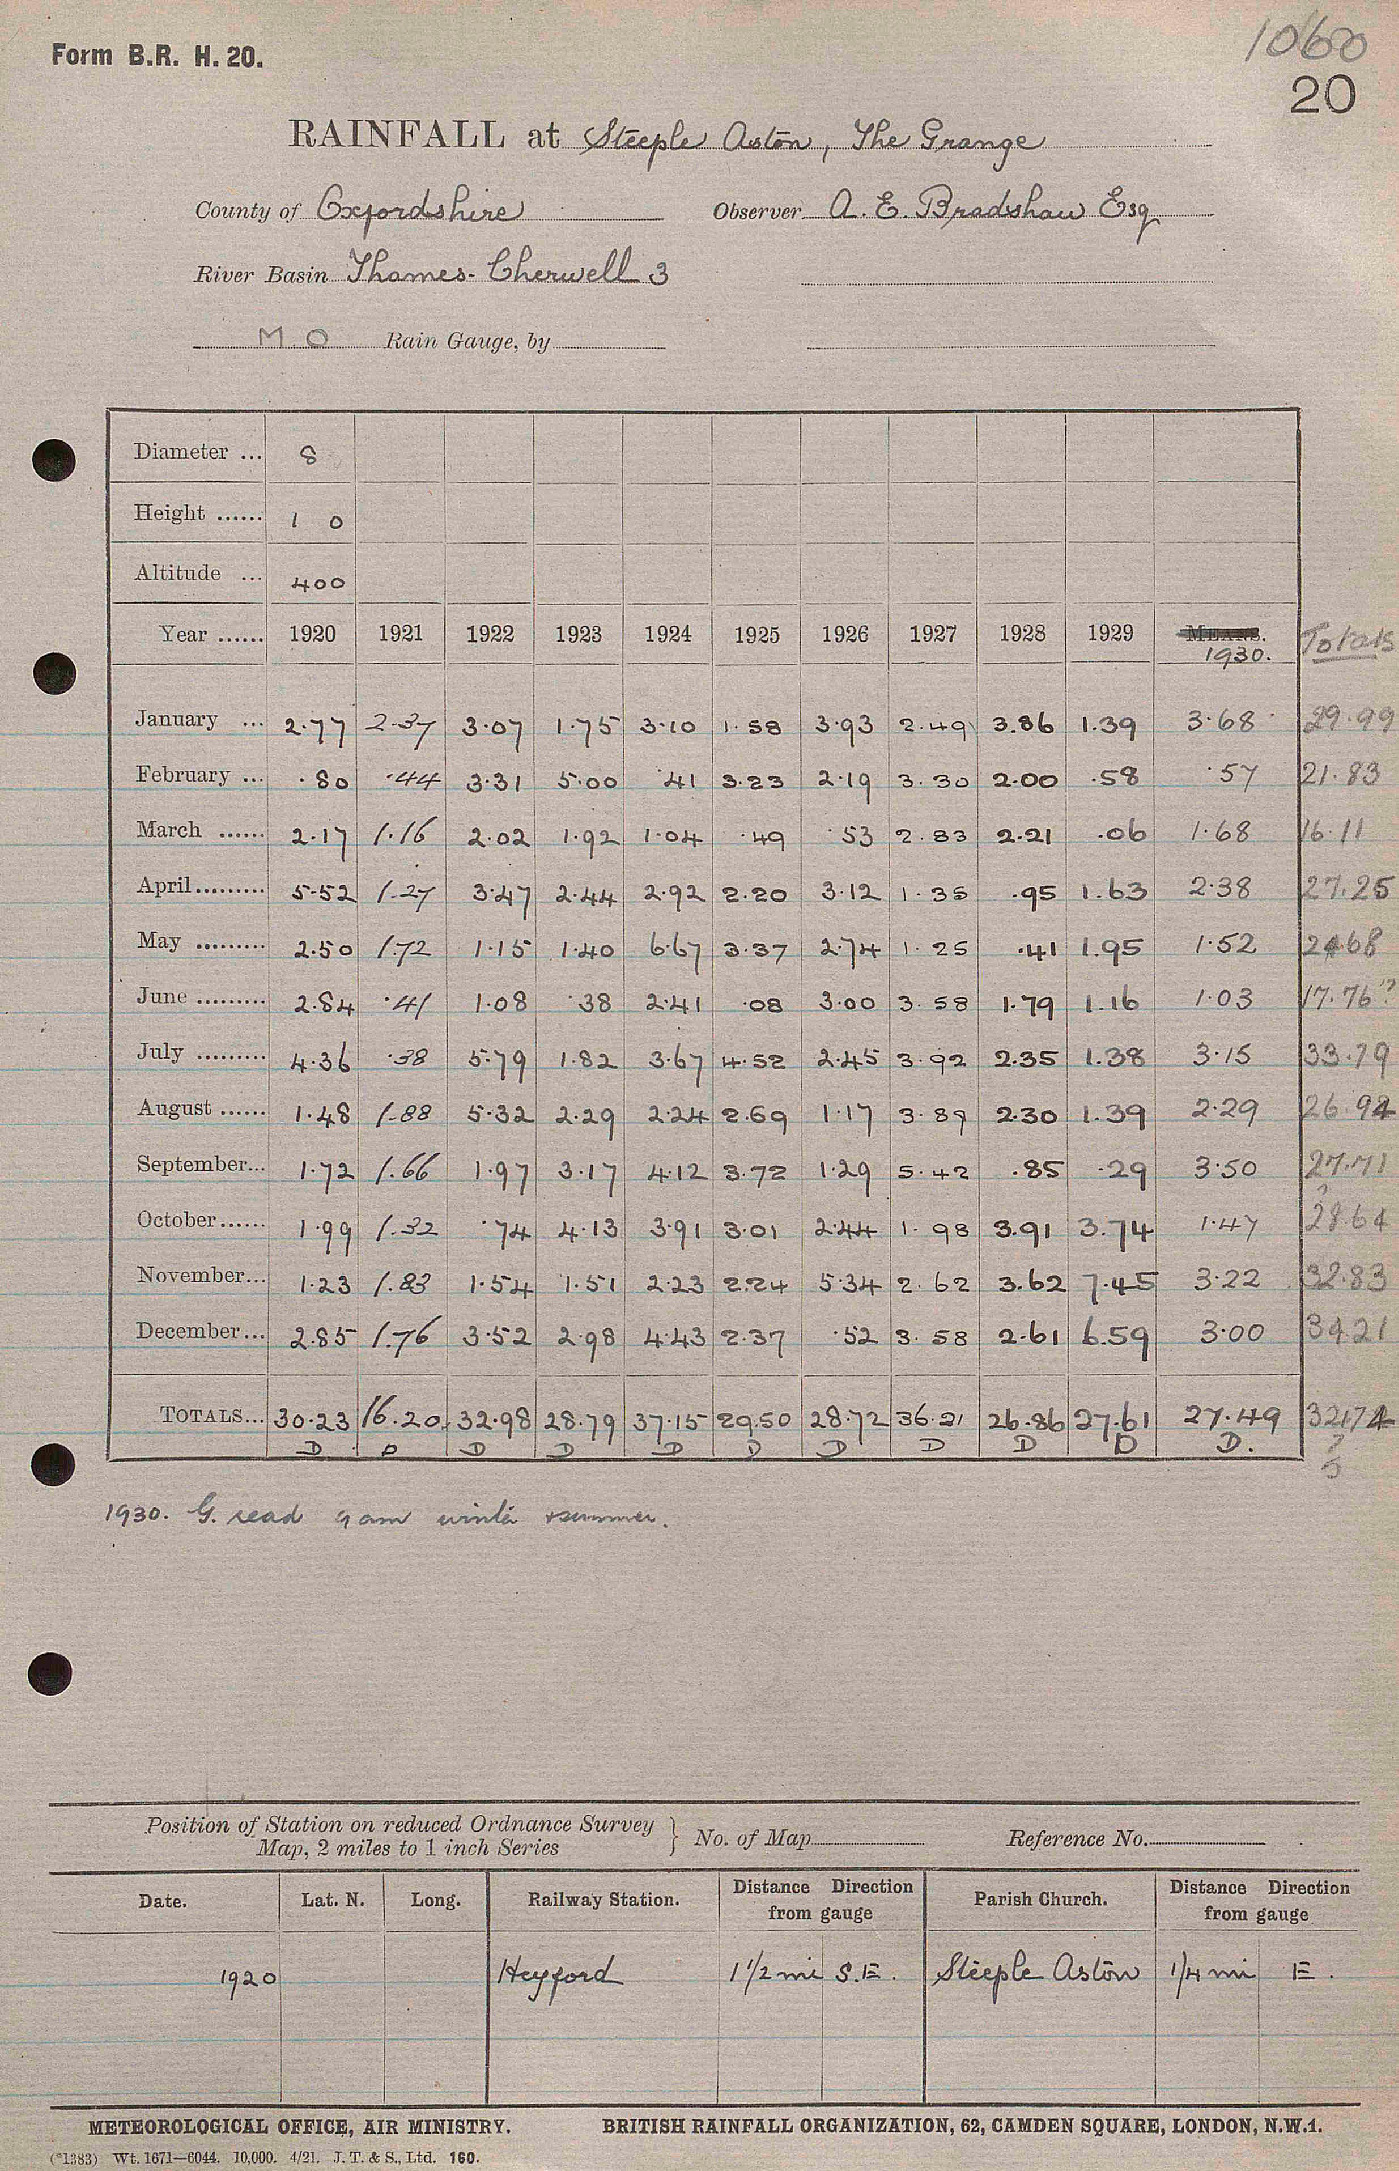 Form B.R. H. 20.
1060
20
RAINFALL at Steeple Aston, The Grange
County of Oxfordshire Observer A. E. Bradshaw Esq
River Basin Thames- Cherwell 3
M O Rain Gauge, by
Diameter ... 8
Height ...... 1 0
Altitude ... 400
Year ...... 1920 1921 1922 1923 1924 1925 1926 1927 1928 1929 MEANS. 1930. Totals
January ... 2.77 2.37 3.07 1.75 3.10 1.58 3.93 2.49 3.86 1.39 3.68 29.99
February ... .80 .44 3.31 5.00 .41 3.23 2.19 3.30 2.00 .58 .57 21.83
March ...... 2.17 1.16 2.02 1.92 1.04 .49 .53 2.83 2.21 .06 1.68 16.11
April......... 5.52 1.27 3.47 2.44 2.92 2.20 3.12 1.35 .95 1.63 2.38 27.25
May ......... 2.50 1.72 1.15 1.40 6.67 3.37 2.74 1.25 .41 1.95 1.52 24.68
June ......... 2.84 .41 1.08 .38 2.41 .08 3.00 3.58 1.79 1.16 1.03 17.76?
July ......... 4.36 .38 5.79 1.82 3.67 4.52 2.45 3.92 2.35 1.38 3.15 33.79
August ...... 1.48 1.88 5.32 2.29 2.24 2.69 1.17 3.89 2.30 1.39 2.29 26.94
September... 1.72 1.66 1.97 3.17 4.12 3.72 1.29 5.42 .85 .29 3.50 27.71
October...... 1.99 1.32 .74 4.13 3.91 3.01 2.44 1.98 3.91 3.74 1.47 28.64
November... 1.23 1.83 1.54 1.51 2.23 2.24 5.34 2.62 3.62 7.45 3.22 32.83
December... 2.85 1.76 3.52 2.98 4.43 2.37 .52 3.58 2.61 6.59 3.00 34.21
TOTALS... 30.23 16.20 32.98 28.79 37.15 29.50 28.72 36.21 26.86 27.61 27.49 321.74
D D D D D D D D D D D.
1930. G. read 9 am winter & summer.
Position of Station on reduced Ordnance Survey
Map, 2 miles to 1 inch Series } No. of Map Reference No.
Date. Lat. N. Long. Railway Station. Distance Direction from gauge Parish Church. Distance Direction from gauge
1920 Heyford 1 1/2 mi S.E. Steeple Aston 1/4 mi E.
METEOROLOGICAL OFFICE, AIR MINISTRY. BRITISH RAINFALL ORGANIZATION, 62, CAMDEN SQUARE, LONDON, N.W.1.
(*1383) Wt. 1671—6044. 10,000. 4/21. J. T. & S., Ltd. 160.